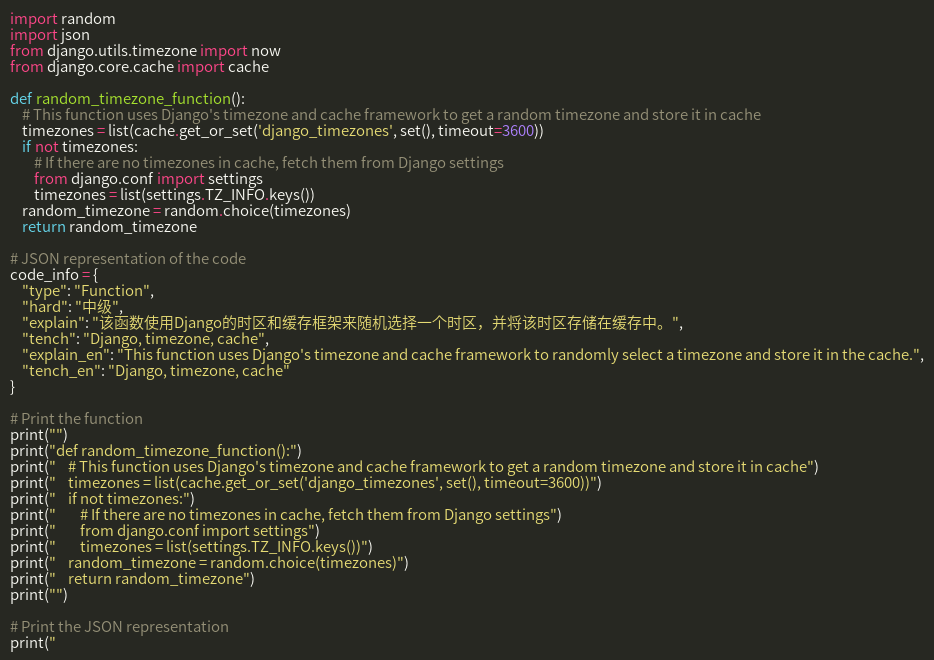 import random
import json
from django.utils.timezone import now
from django.core.cache import cache

def random_timezone_function():
    # This function uses Django's timezone and cache framework to get a random timezone and store it in cache
    timezones = list(cache.get_or_set('django_timezones', set(), timeout=3600))
    if not timezones:
        # If there are no timezones in cache, fetch them from Django settings
        from django.conf import settings
        timezones = list(settings.TZ_INFO.keys())
    random_timezone = random.choice(timezones)
    return random_timezone

# JSON representation of the code
code_info = {
    "type": "Function",
    "hard": "中级",
    "explain": "该函数使用Django的时区和缓存框架来随机选择一个时区，并将该时区存储在缓存中。",
    "tench": "Django, timezone, cache",
    "explain_en": "This function uses Django's timezone and cache framework to randomly select a timezone and store it in the cache.",
    "tench_en": "Django, timezone, cache"
}

# Print the function
print("")
print("def random_timezone_function():")
print("    # This function uses Django's timezone and cache framework to get a random timezone and store it in cache")
print("    timezones = list(cache.get_or_set('django_timezones', set(), timeout=3600))")
print("    if not timezones:")
print("        # If there are no timezones in cache, fetch them from Django settings")
print("        from django.conf import settings")
print("        timezones = list(settings.TZ_INFO.keys())")
print("    random_timezone = random.choice(timezones)")
print("    return random_timezone")
print("")

# Print the JSON representation
print("